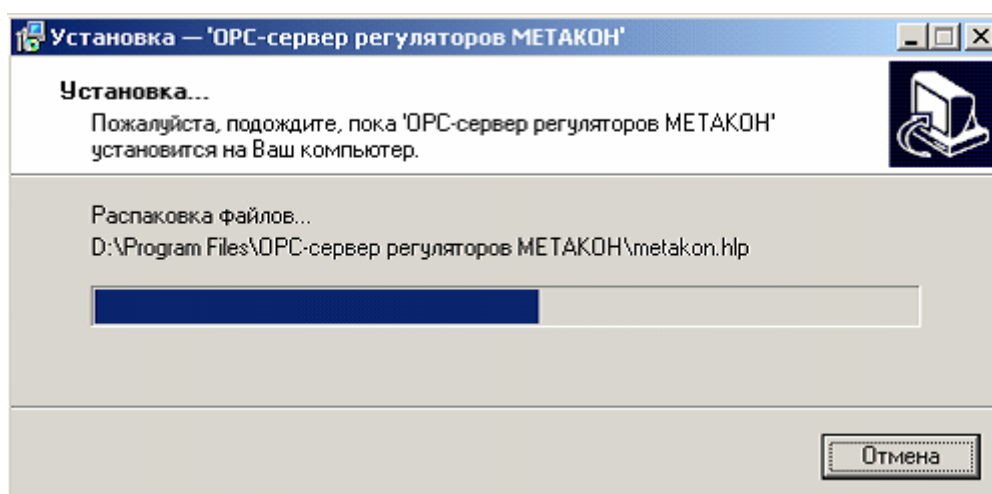 Установка — 'OPC-сервер регуляторов МЕТАКОН'
Установка...
Пожалуйста, подождите, пока 'OPC-сервер регуляторов МЕТАКОН'
установится на Ваш компьютер.
Распаковка файлов...
D:\Program Files\OPC-сервер регуляторов МЕТАКОН\metakon.hlp
Отмена